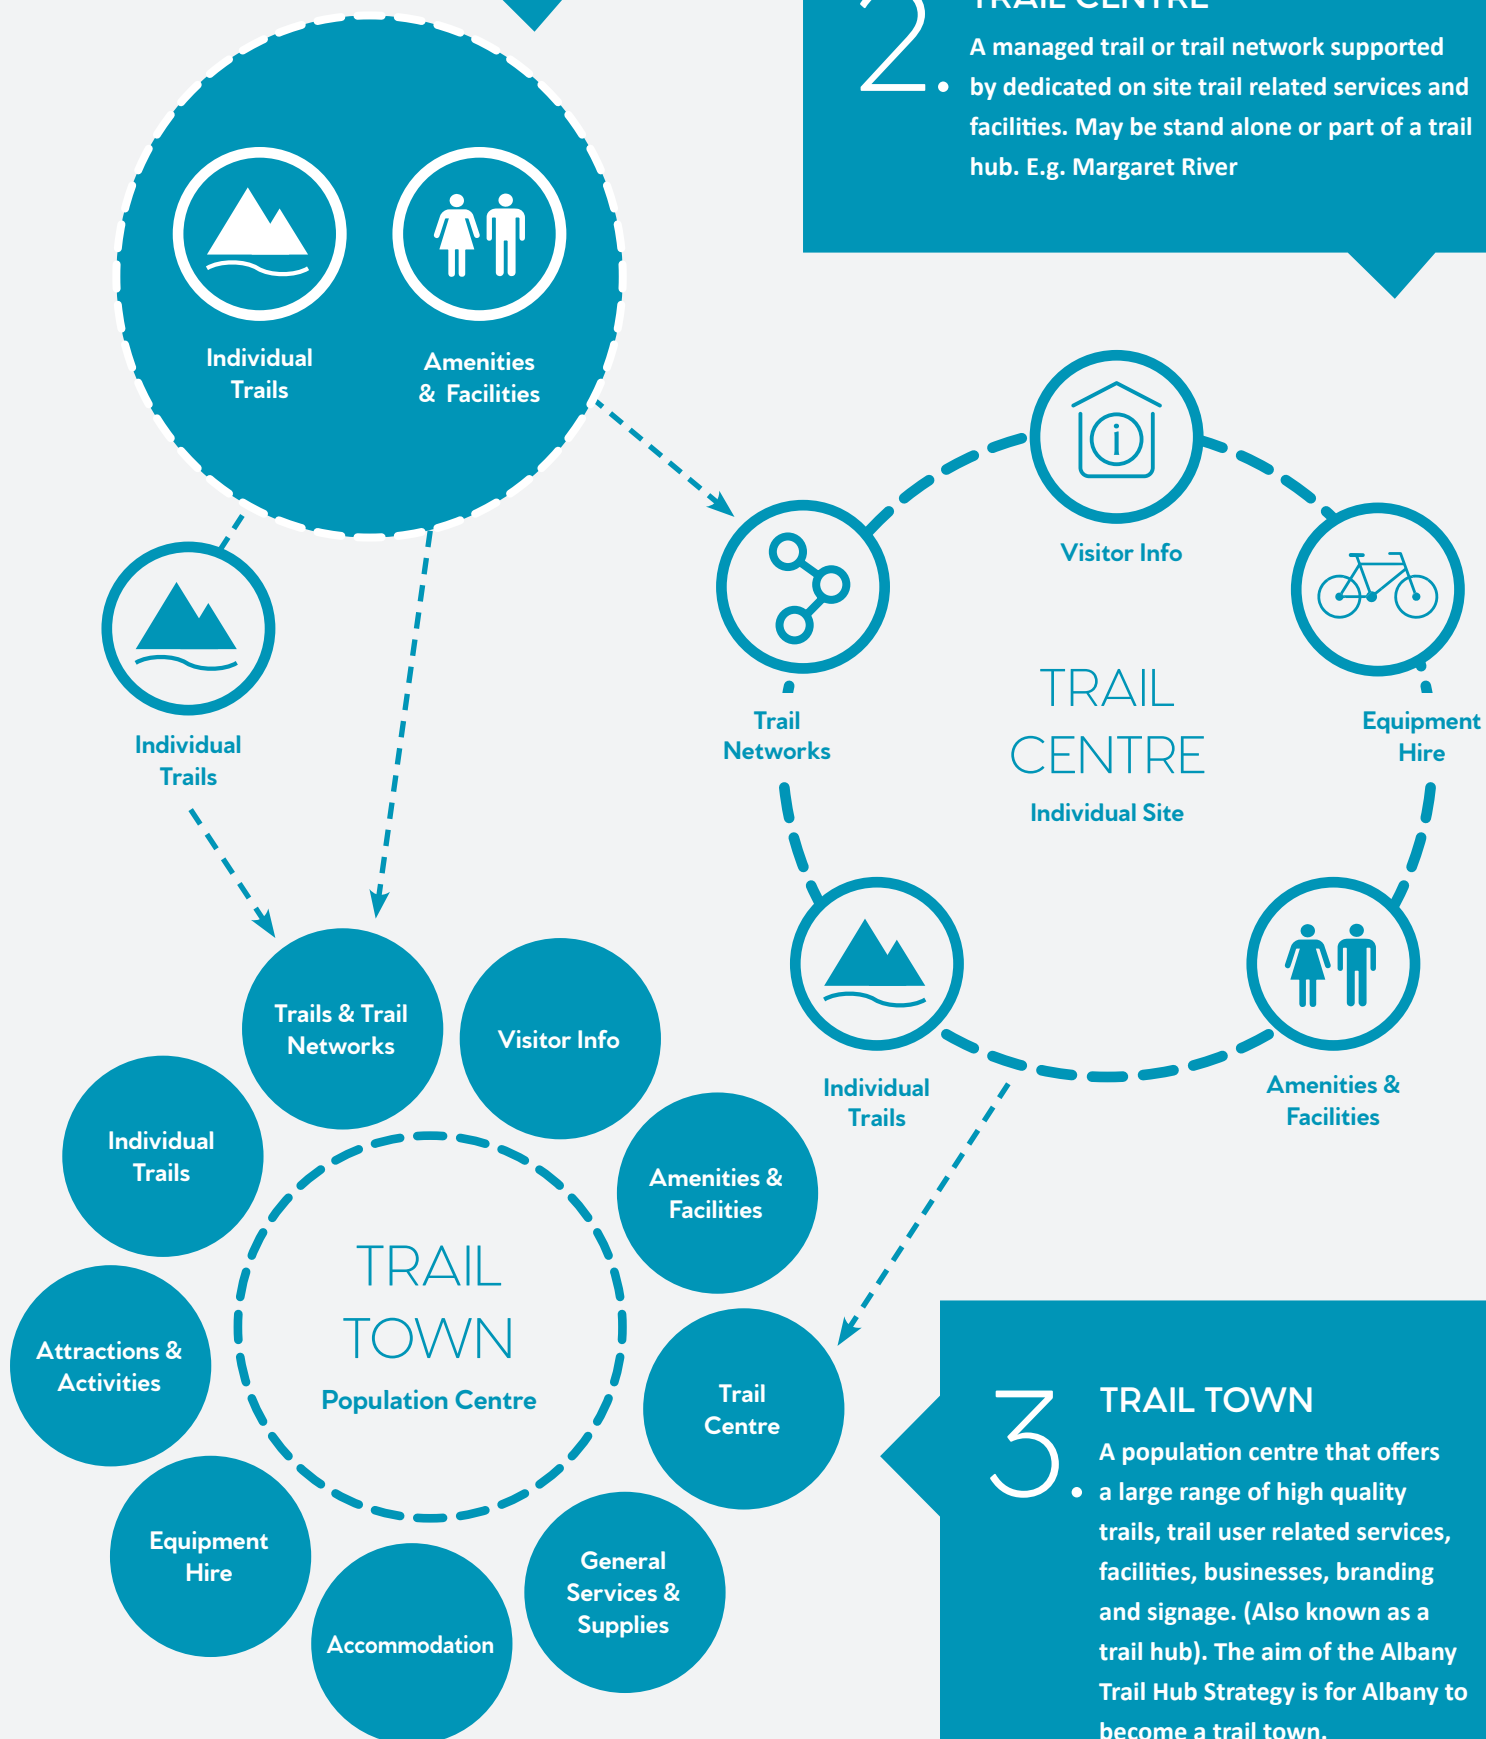 2.
TRAIL CENTRE
A managed trail or trail network supported
by dedicated on site trail related services and
facilities. May be stand alone or part of a trail
hub. E.g. Margaret River
Individual
Trails
Amenities
& Facilities
i
Visitor Info
Trail
Networks
Equipment
Hire
TRAIL
CENTRE
Individual Site
Individual
Trails
Individual
Trails
Amenities &
Facilities
Trails & Trail
Networks
Visitor Info
Individual
Trails
Amenities &
Facilities
TRAIL
TOWN
Population Centre
Attractions &
Activities
Trail
Centre
Equipment
Hire
General
Services &
Supplies
Accommodation
3.
TRAIL TOWN
A population centre that offers
a large range of high quality
trails, trail user related services,
facilities, businesses, branding
and signage. (Also known as a
trail hub). The aim of the Albany
Trail Hub Strategy is for Albany to
become a trail town.